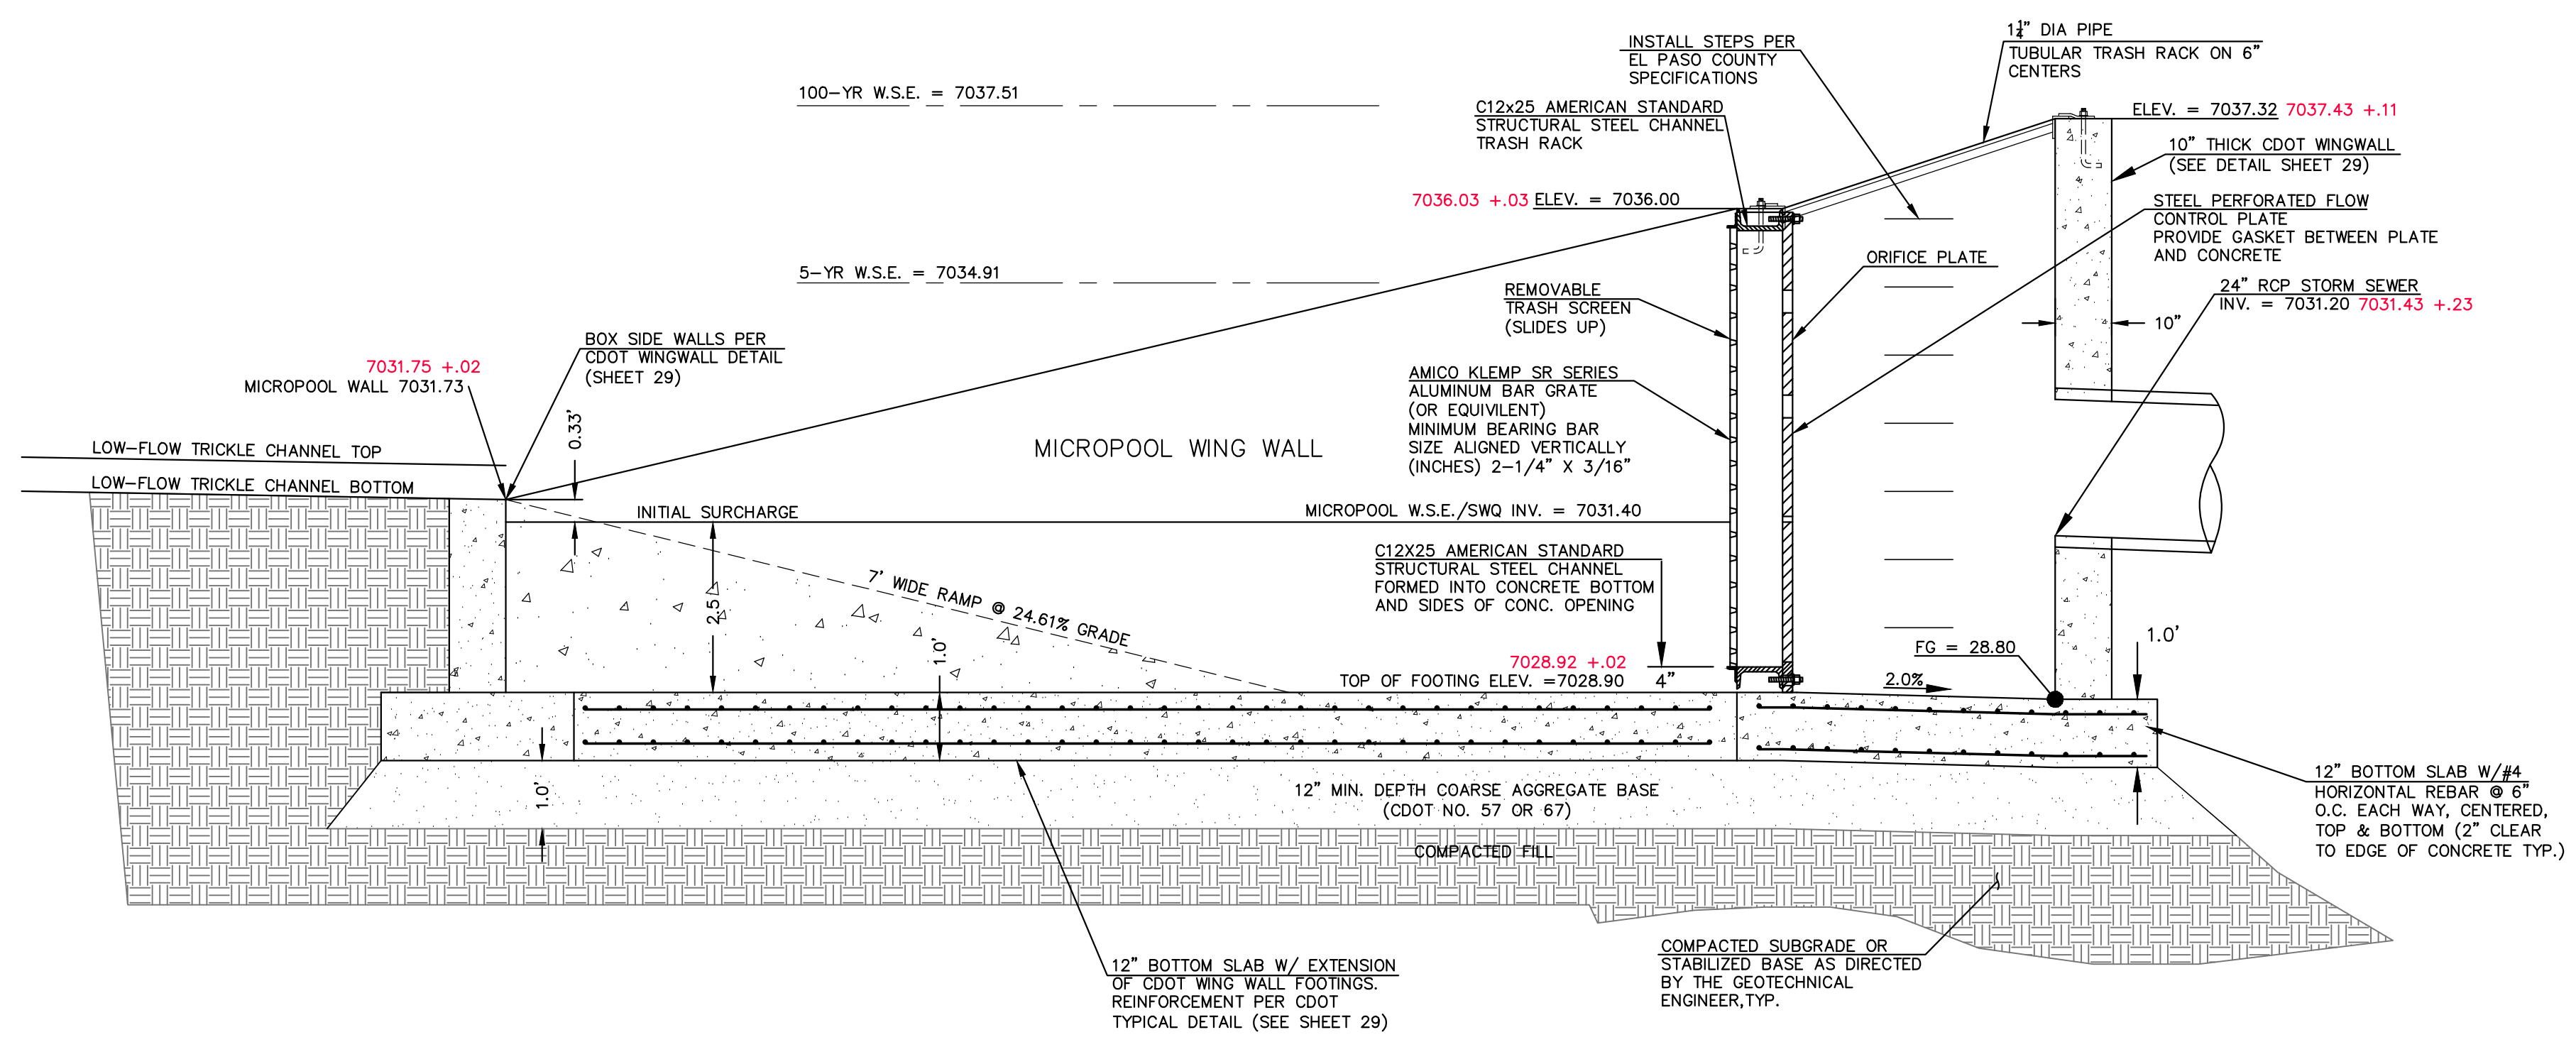 INSTALL STEPS PER
EL PASO COUNTY
SPECIFICATIONS
1¼" DIA PIPE
TUBULAR TRASH RACK ON 6"
CENTERS
100-YR W.S.E. = 7037.51
C12x25 AMERICAN STANDARD
STRUCTURAL STEEL CHANNEL
TRASH RACK
ELEV. = 7037.32 7037.43 +.11
10" THICK CDOT WINGWALL
(SEE DETAIL SHEET 29)
7036.03 +.03 ELEV. = 7036.00
STEEL PERFORATED FLOW
CONTROL PLATE
PROVIDE GASKET BETWEEN PLATE
AND CONCRETE
5-YR W.S.E. = 7034.91
ORIFICE PLATE
REMOVABLE
TRASH SCREEN
(SLIDES UP)
24" RCP STORM SEWER
INV. = 7031.20 7031.43 +.23
10"
BOX SIDE WALLS PER
CDOT WINGWALL DETAIL
(SHEET 29)
7031.75 +.02
MICROPOOL WALL 7031.73
0.33'
AMICO KLEMP SR SERIES
ALUMINUM BAR GRATE
(OR EQUIVILENT)
MINIMUM BEARING BAR
SIZE ALIGNED VERTICALLY
(INCHES) 2-1/4" X 3/16"
LOW-FLOW TRICKLE CHANNEL TOP
MICROPOOL WING WALL
LOW-FLOW TRICKLE CHANNEL BOTTOM
INITIAL SURCHARGE
MICROPOOL W.S.E./SWQ INV. = 7031.40
C12X25 AMERICAN STANDARD
STRUCTURAL STEEL CHANNEL
FORMED INTO CONCRETE BOTTOM
AND SIDES OF CONC. OPENING
7' WIDE RAMP @ 24.61% GRADE
2.5'
1.0'
7028.92 +.02
TOP OF FOOTING ELEV. =7028.90
4"
FG = 28.80
2.0%
1.0'
1.0'
12" MIN. DEPTH COARSE AGGREGATE BASE
(CDOT NO. 57 OR 67)
12" BOTTOM SLAB W/#4
HORIZONTAL REBAR @ 6"
O.C. EACH WAY, CENTERED,
TOP & BOTTOM (2" CLEAR
TO EDGE OF CONCRETE TYP.)
COMPACTED FILL
12" BOTTOM SLAB W/ EXTENSION
OF CDOT WING WALL FOOTINGS.
REINFORCEMENT PER CDOT
TYPICAL DETAIL (SEE SHEET 29)
COMPACTED SUBGRADE OR
STABILIZED BASE AS DIRECTED
BY THE GEOTECHNICAL
ENGINEER,TYP.